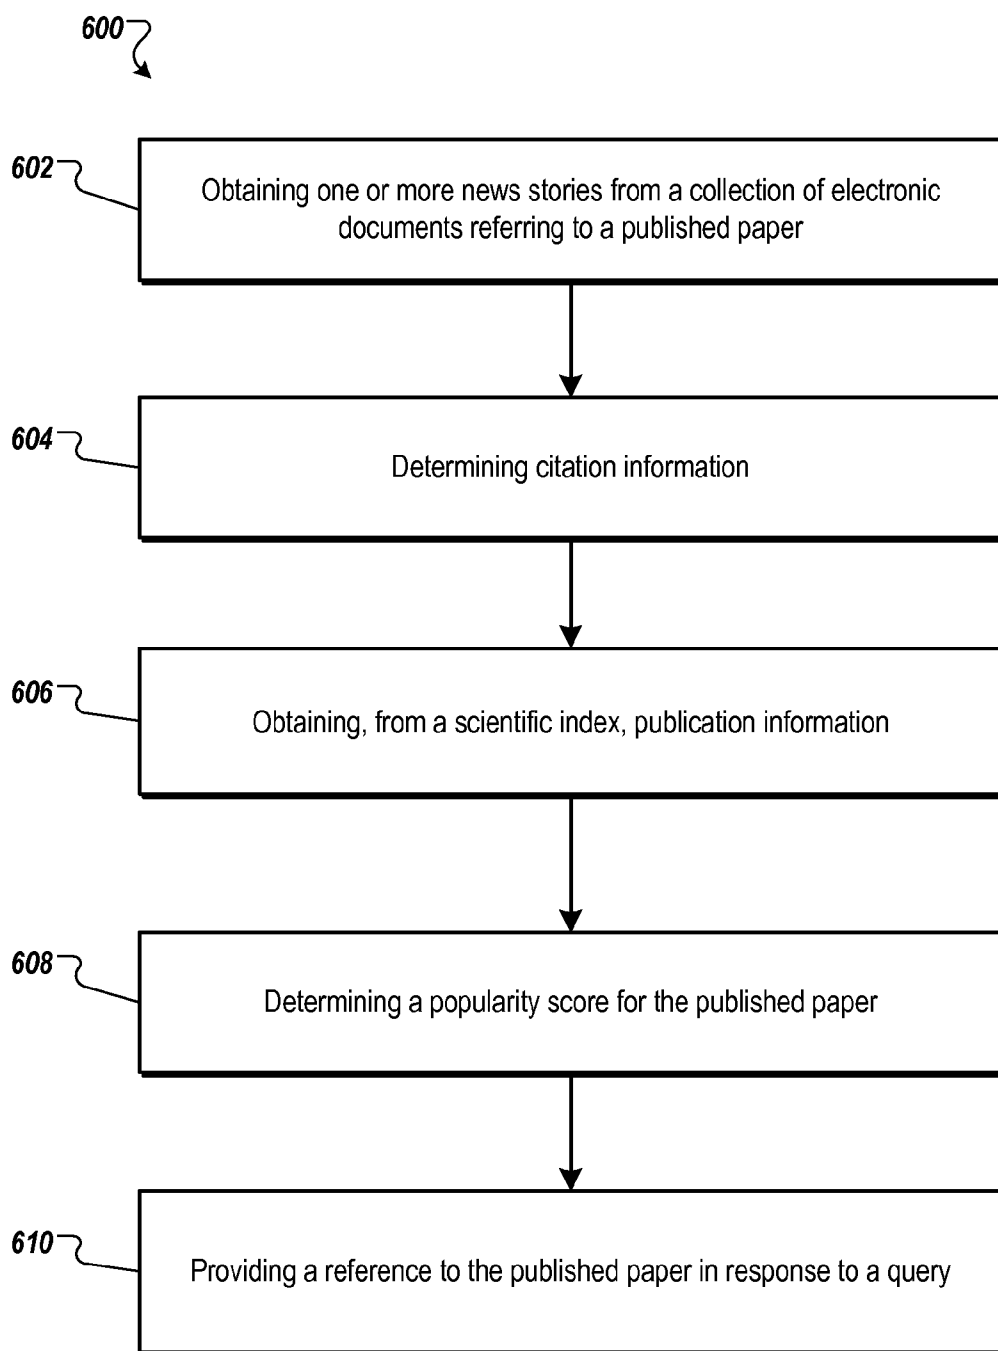 600
602
Obtaining one or more news stories from a collection of electronic
documents referring to a published paper
604
Determining citation information
606
Obtaining, from a scientific index, publication information
608
Determining a popularity score for the published paper
610
Providing a reference to the published paper in response to a query